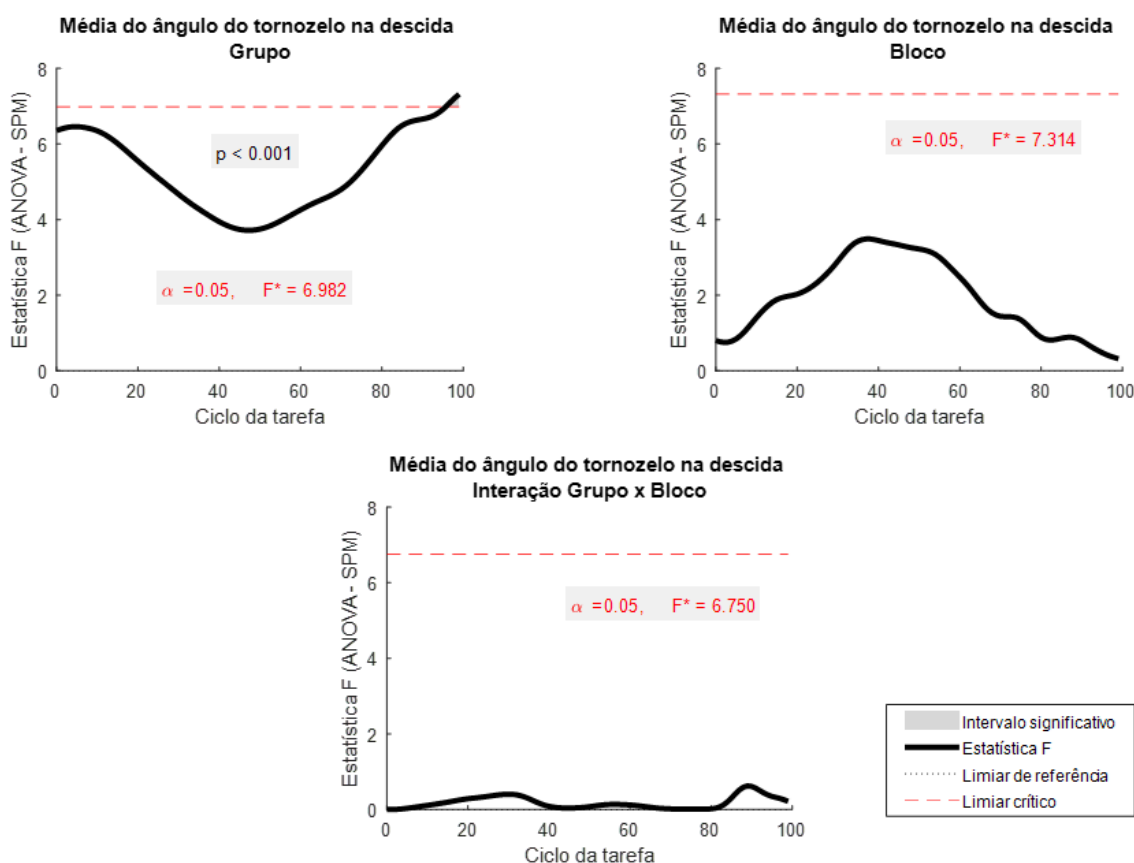 Média do ângulo do tornozelo na descida
Grupo
Estatística F (ANOVA - SPM)
8
6
4
2
0
p < 0.001
α =0.05, F* = 6.982
0 20 40 60 80 100
Ciclo da tarefa
Média do ângulo do tornozelo na descida
Bloco
Estatística F (ANOVA - SPM)
8
6
4
2
0
α =0.05, F* = 7.314
0 20 40 60 80 100
Ciclo da tarefa
Média do ângulo do tornozelo na descida
Interação Grupo x Bloco
Estatística F (ANOVA - SPM)
8
6
4
2
0
α =0.05, F* = 6.750
0 20 40 60 80 100
Ciclo da tarefa
Intervalo significativo
Estatística F
Limiar de referência
Limiar crítico